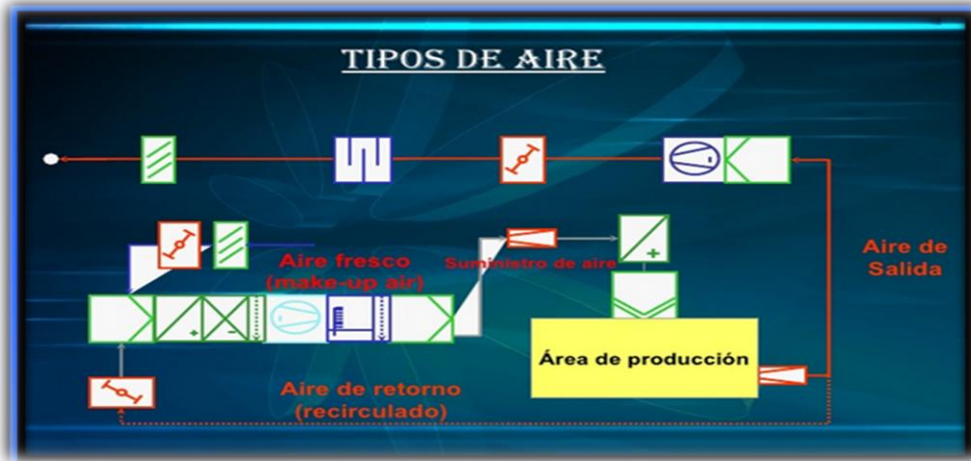 TIPOS DE AIRE
Aire fresco
(make-up air)
Suministro de aire
Aire de
Salida
Área de producción
Aire de retorno
(recirculado)